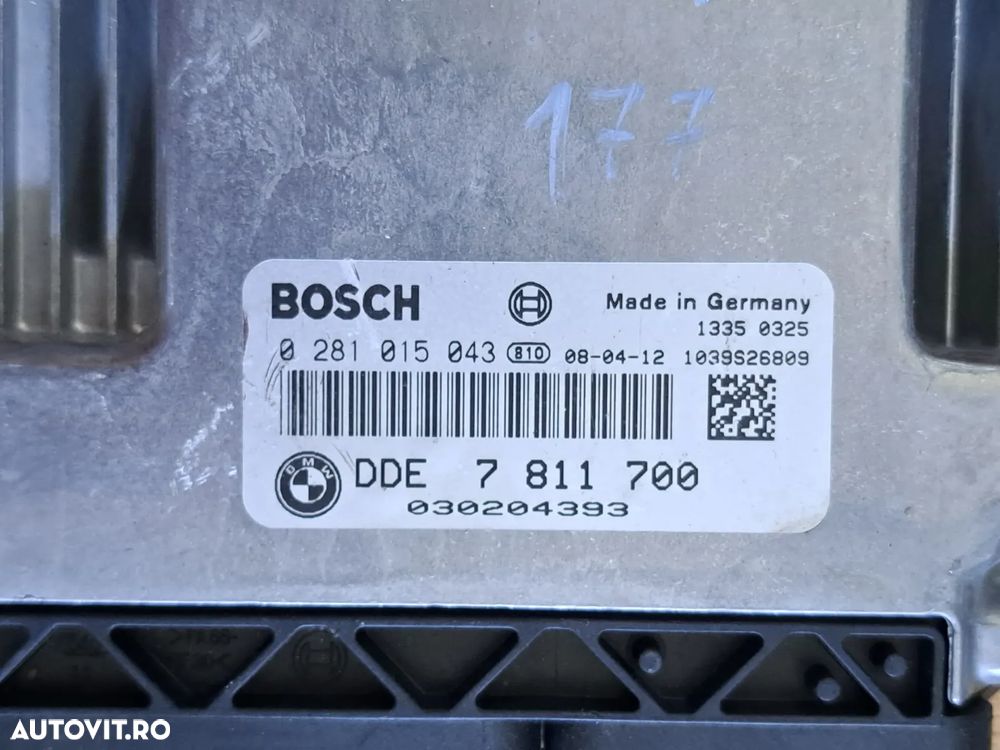 177
BOSCH
Made in Germany
1335 0325
0 281 015 043 810 08-04-12 1039S26809
BMW
DDE 7 811 700
030204393
AUTOVIT.RO